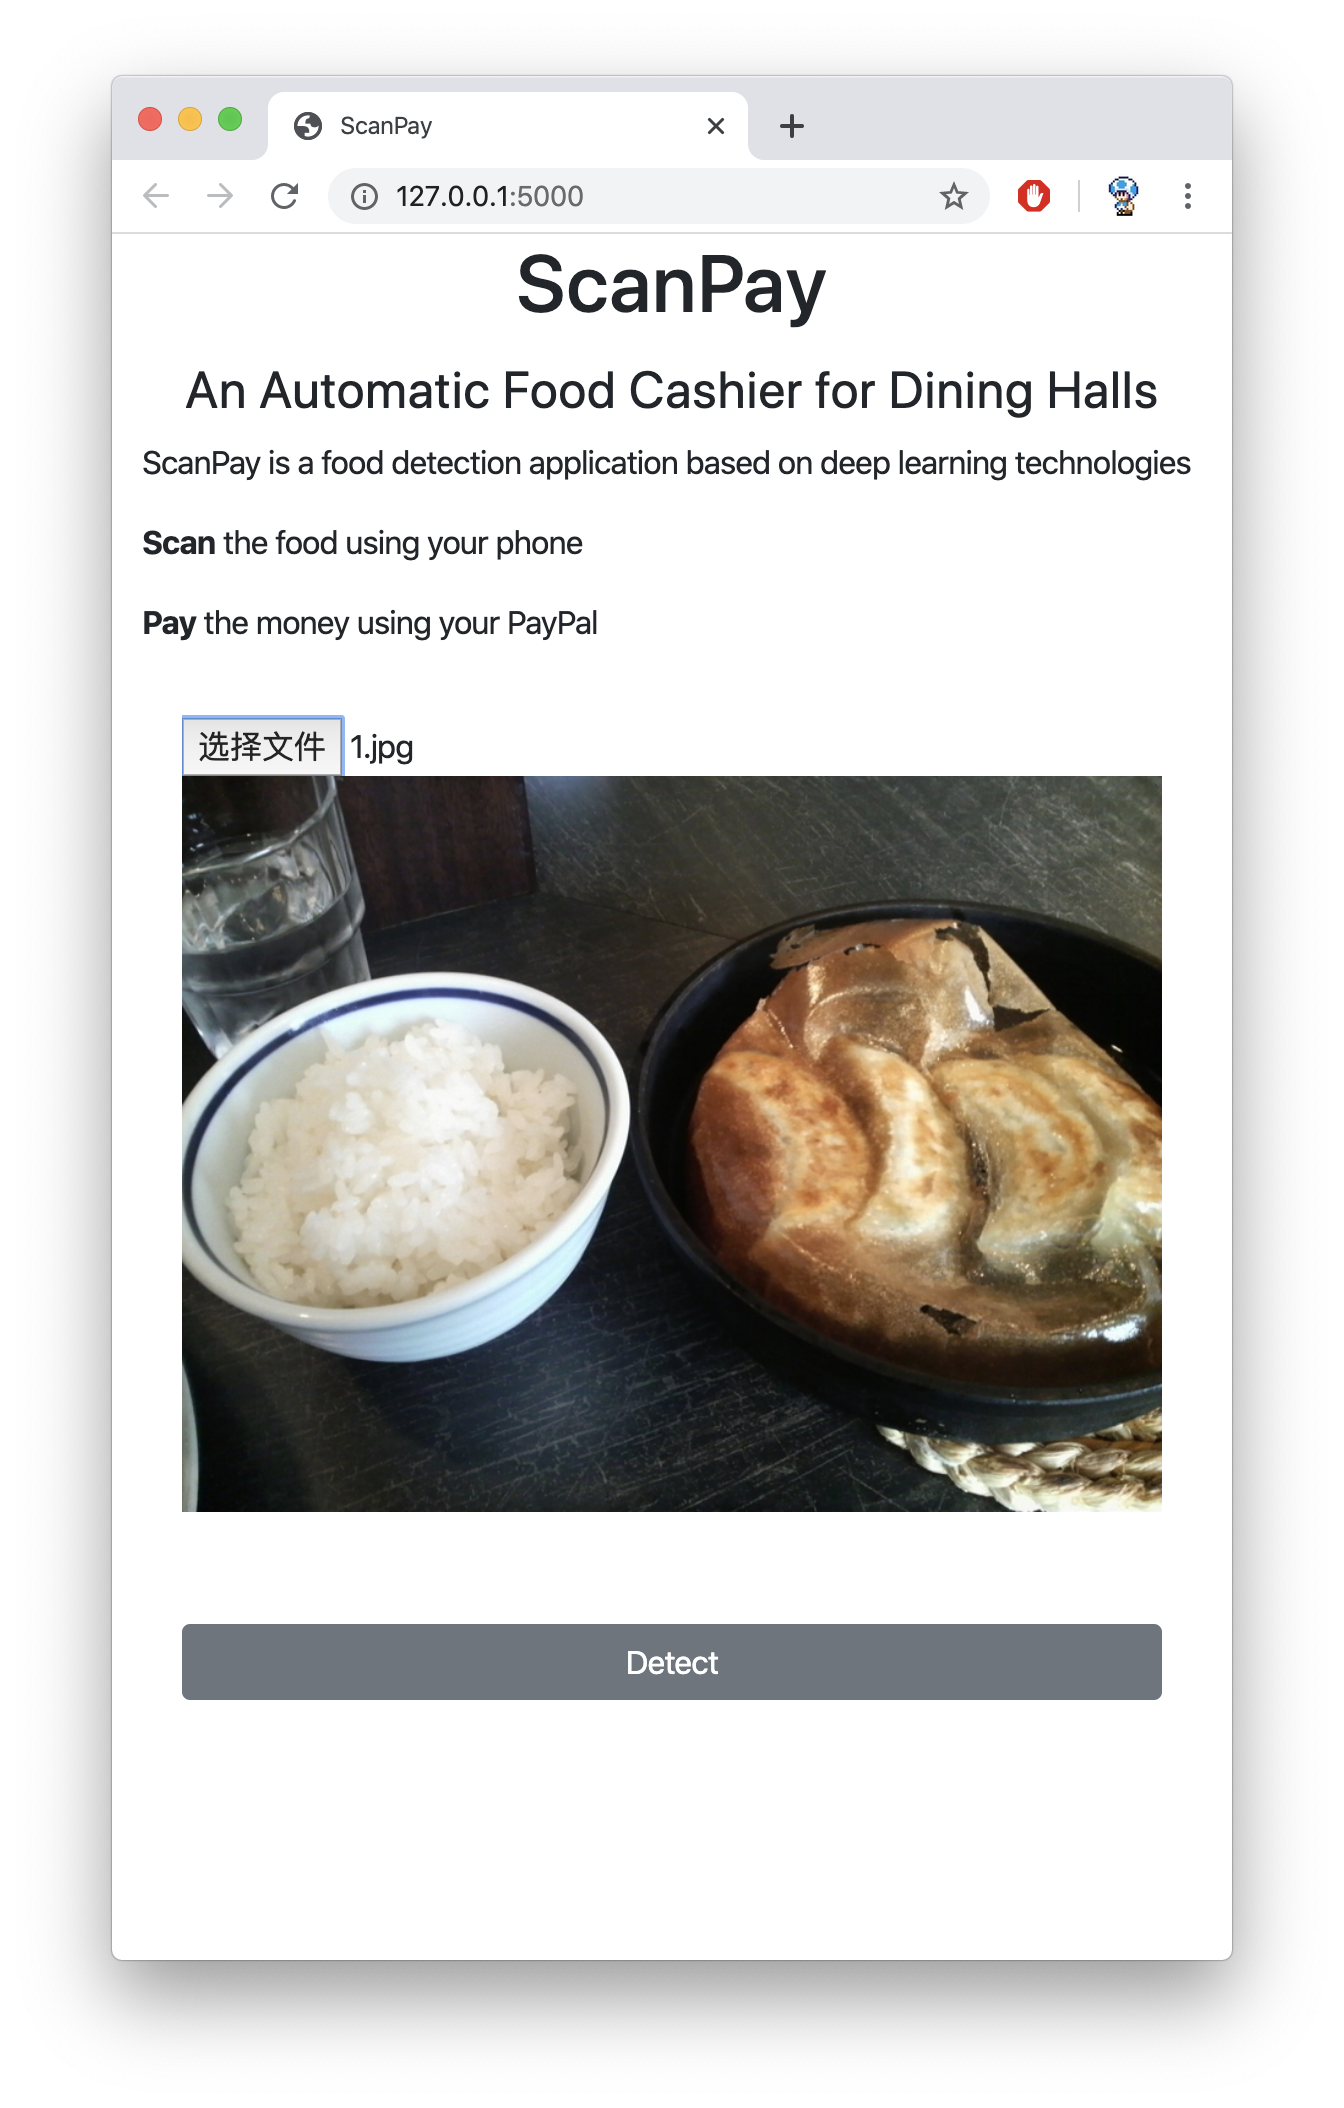 ScanPay
127.0.0.1:5000
ScanPay
An Automatic Food Cashier for Dining Halls
ScanPay is a food detection application based on deep learning technologies
Scan the food using your phone
Pay the money using your PayPal
选择文件 1.jpg
Detect